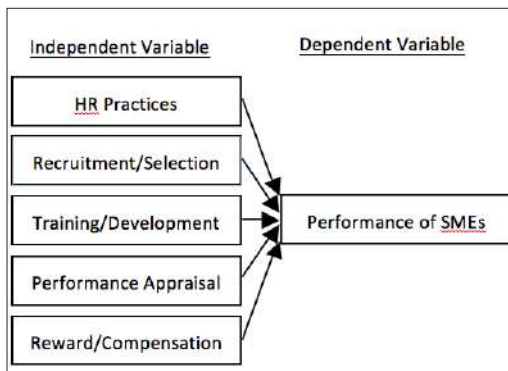 Independent Variable
Dependent Variable
HR Practices
Recruitment/Selection
Training/Development
Performance of SMEs
Performance Appraisal
Reward/Compensation